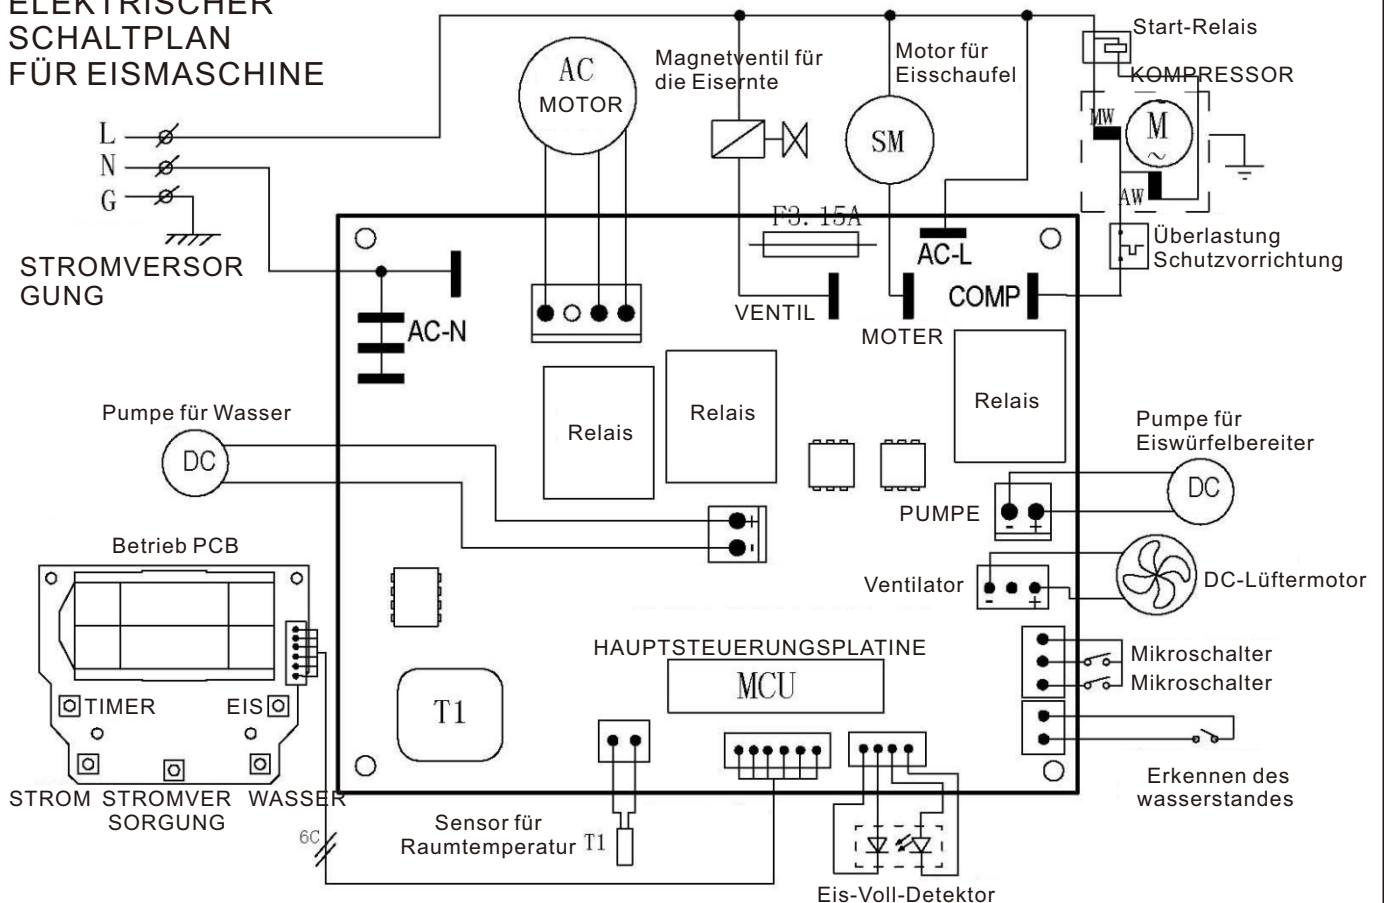 ELEKTRISCHER
SCHALTPLAN
FÜR EISMASCHINE
L
N
G
STROMVERSOR
GUNG
AC
MOTOR
Magnetventil für
die Eisernte
Motor für
Eisschaufel
SM
Start-Relais
KOMPRESSOR
MW
M
~
AW
Überlastung
Schutzvorrichtung
F3.15A
AC-L
COMP
VENTIL
MOTER
AC-N
Relais
Relais
Relais
Pumpe für Wasser
DC
Pumpe für
Eiswürfelbereiter
DC
PUMPE
- +
+
-
Ventilator
- +
DC-Lüftermotor
Betrieb PCB
TIMER
EIS
STROM
STROMVER
SORGUNG
WASSER
HAUPTSTEUERUNGSPLATINE
MCU
T1
Mikroschalter
Mikroschalter
Erkennen des
wasserstandes
6C
Sensor für
Raumtemperatur T1
Eis-Voll-Detektor